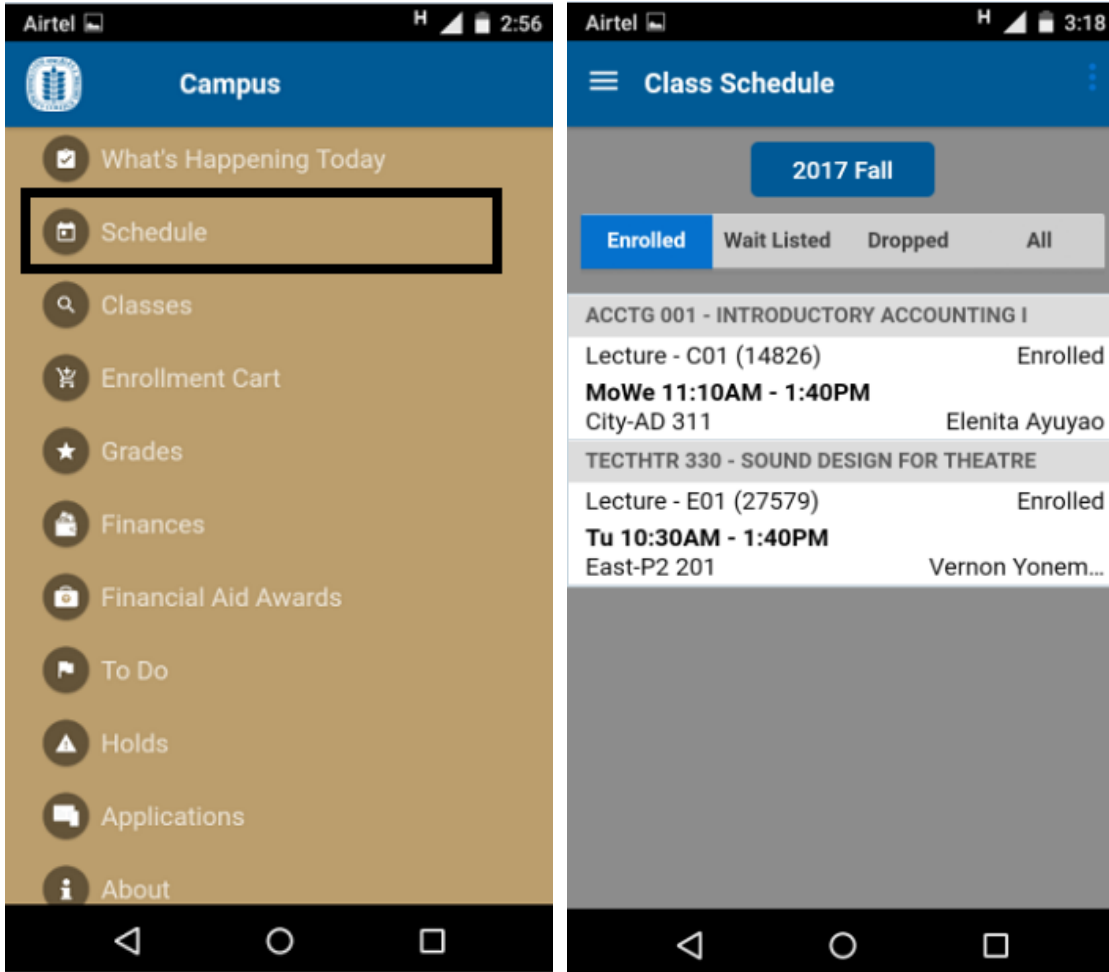 Airtel H 2:56
Campus
What's Happening Today
Schedule
Classes
Enrollment Cart
Grades
Finances
Financial Aid Awards
To Do
Holds
Applications
About
Airtel H 3:18
Class Schedule
2017 Fall
Enrolled Wait Listed Dropped All
ACCTG 001 - INTRODUCTORY ACCOUNTING I
Lecture - C01 (14826) Enrolled
MoWe 11:10AM - 1:40PM
City-AD 311 Elenita Ayuyao
TECTHTR 330 - SOUND DESIGN FOR THEATRE
Lecture - E01 (27579) Enrolled
Tu 10:30AM - 1:40PM
East-P2 201 Vernon Yonem...